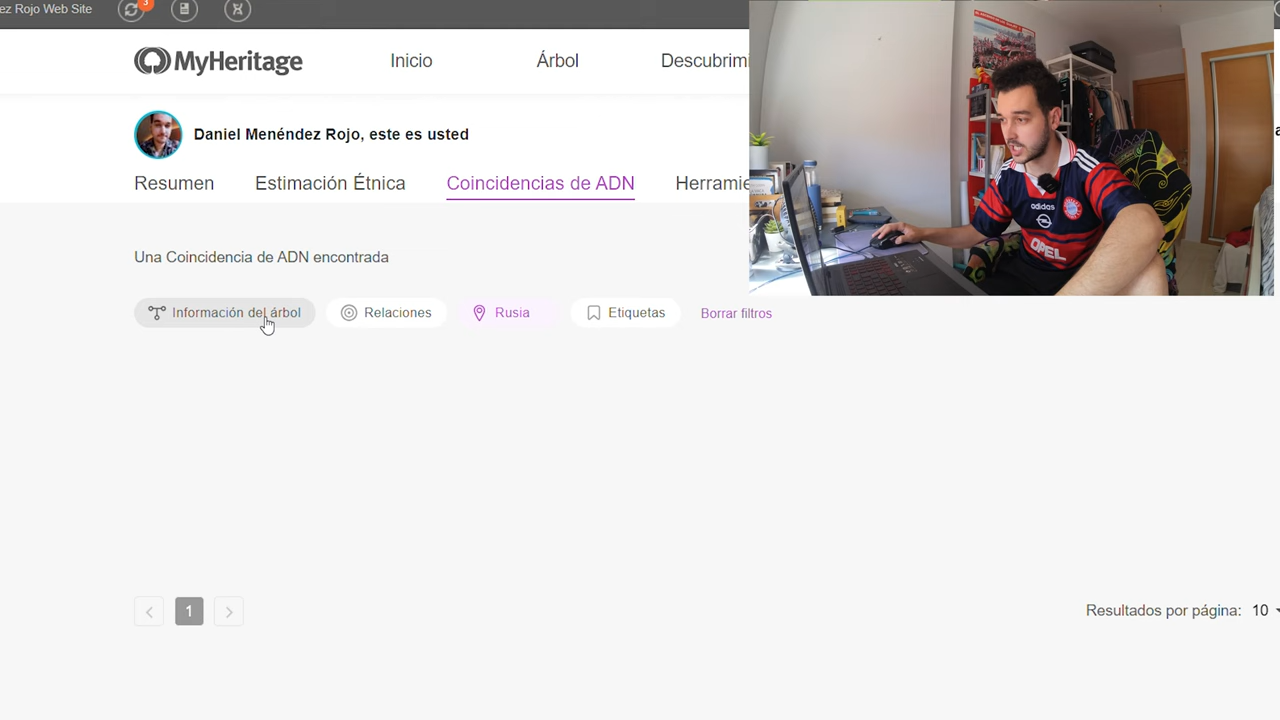 ez Rojo Web Site
3
MyHeritage
Inicio
Árbol
Descubrimi
Daniel Menéndez Rojo, este es usted
Resumen
Estimación Étnica
Coincidencias de ADN
Herramie
Una Coincidencia de ADN encontrada
Información del árbol
Relaciones
Rusia
Etiquetas
Borrar filtros
adidas
OPEL
1
Resultados por página: 10